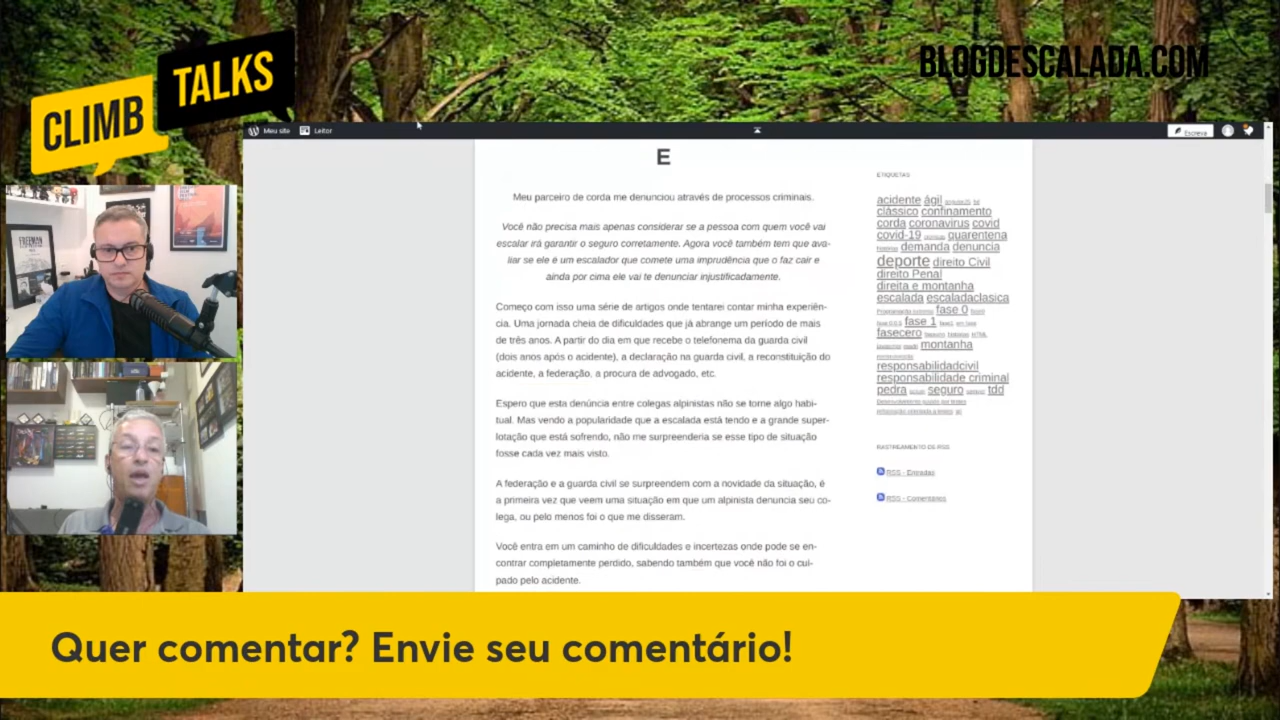 CLIMB
TALKS
BLOGDESCALADA.COM
Meu site
Leitor
Escreva
E
Meu parceiro de corda me denunciou através de processos criminais.
Você não precisa mais apenas considerar se a pessoa com quem você vai
escalar irá garantir o seguro corretamente. Agora você também tem que ava-
liar se ele é um escalador que comete uma imprudência que o faz cair e
ainda por cima ele vai te denunciar injustificadamente.
Começo com isso uma série de artigos onde tentarei contar minha experiên-
cia. Uma jornada cheia de dificuldades que já abrange um período de mais
de três anos. A partir do dia em que recebe o telefonema da guarda civil
(dois anos após o acidente), a declaração na guarda civil, a reconstituição do
acidente, a federação, a procura de advogado, etc.
Espero que esta denúncia entre colegas alpinistas não se torne algo habi-
tual. Mas vendo a popularidade que a escalada está tendo e a grande super-
lotação que está sofrendo, não me surpreenderia se esse tipo de situação
fosse cada vez mais visto.
A federação e a guarda civil se surpreendem com a novidade da situação, é
a primeira vez que veem uma situação em que um alpinista denuncia seu co-
lega, ou pelo menos foi o que me disseram.
Você entra em um caminho de dificuldades e incertezas onde pode se en-
contrar completamente perdido, sabendo também que você não foi o cul-
pado pelo acidente.
ETIQUETAS
acidente ágil
clássico confinamento
corda coronavirus covid
covid-19 quarentena
demanda denuncia
deporte direito Civil
direito Penal
direita e montanha
escalada escaladaclasica
fase 0
fase 1
fasecero HTML
montanha
responsabilidadcivil
responsabilidade criminal
pedra seguro tdd
RASTREAMENTO DE RSS
RSS - Entradas
RSS - Comentários
Quer comentar? Envie seu comentário!